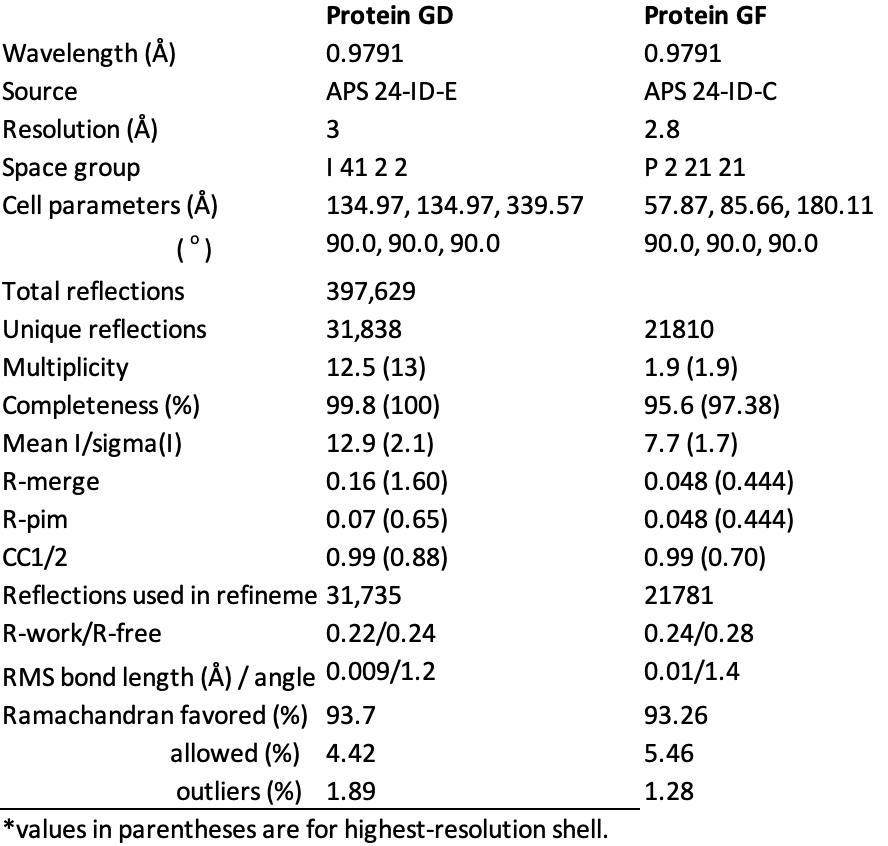 Protein GD Protein GF
Wavelength (Å) 0.9791 0.9791
Source APS 24-ID-E APS 24-ID-C
Resolution (Å) 3 2.8
Space group I 41 2 2 P 2 21 21
Cell parameters (Å) 134.97, 134.97, 339.57 57.87, 85.66, 180.11
( º ) 90.0, 90.0, 90.0 90.0, 90.0, 90.0
Total reflections 397,629
Unique reflections 31,838 21810
Multiplicity 12.5 (13) 1.9 (1.9)
Completeness (%) 99.8 (100) 95.6 (97.38)
Mean I/sigma(I) 12.9 (2.1) 7.7 (1.7)
R-merge 0.16 (1.60) 0.048 (0.444)
R-pim 0.07 (0.65) 0.048 (0.444)
CC1/2 0.99 (0.88) 0.99 (0.70)
Reflections used in refineme 31,735 21781
R-work/R-free 0.22/0.24 0.24/0.28
RMS bond length (Å) / angle 0.009/1.2 0.01/1.4
Ramachandran favored (%) 93.7 93.26
allowed (%) 4.42 5.46
outliers (%) 1.89 1.28
*values in parentheses are for highest-resolution shell.